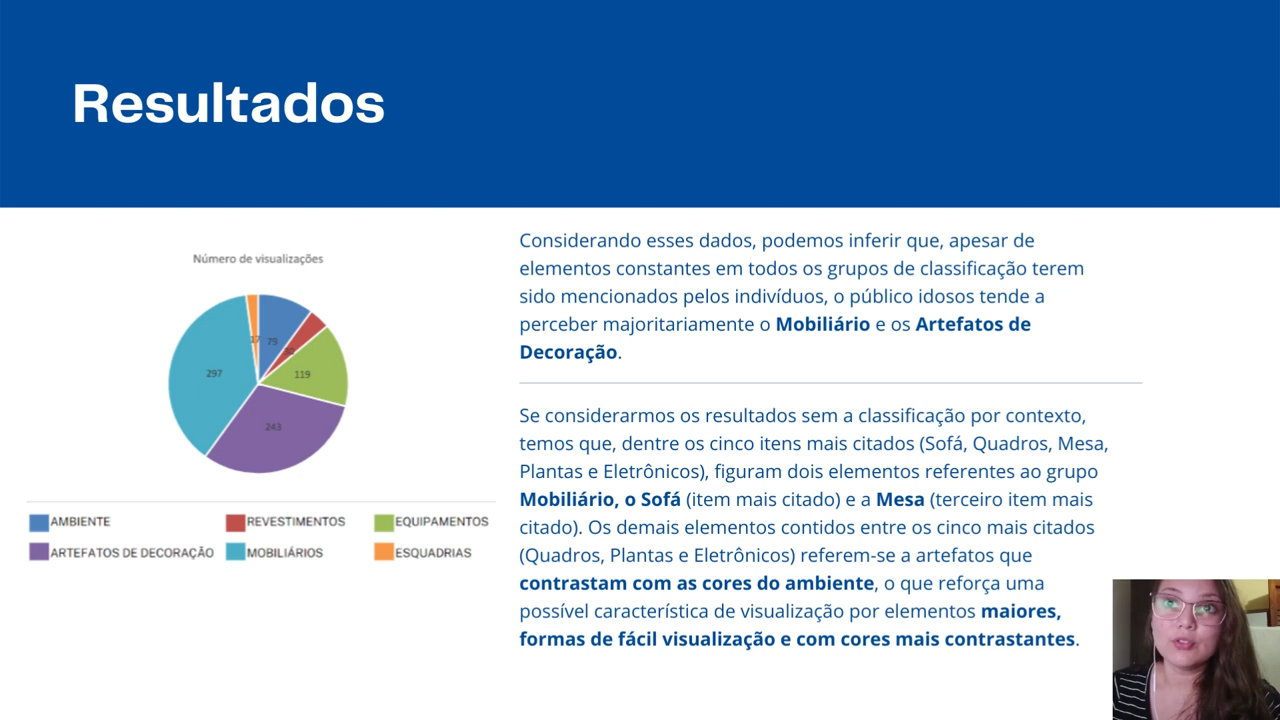 Resultados
Número de visualizações
17
79
297
119
243
AMBIENTE
REVESTIMENTOS
EQUIPAMENTOS
ARTEFATOS DE DECORAÇÃO
MOBILIÁRIOS
ESQUADRIAS
Considerando esses dados, podemos inferir que, apesar de
elementos constantes em todos os grupos de classificação terem
sido mencionados pelos indivíduos, o público idosos tende a
perceber majoritariamente o Mobiliário e os Artefatos de
Decoração.
Se considerarmos os resultados sem a classificação por contexto,
temos que, dentre os cinco itens mais citados (Sofá, Quadros, Mesa,
Plantas e Eletrônicos), figuram dois elementos referentes ao grupo
Mobiliário, o Sofá (item mais citado) e a Mesa (terceiro item mais
citado). Os demais elementos contidos entre os cinco mais citados
(Quadros, Plantas e Eletrônicos) referem-se a artefatos que
contrastam com as cores do ambiente, o que reforça uma
possível característica de visualização por elementos maiores,
formas de fácil visualização e com cores mais contrastantes.